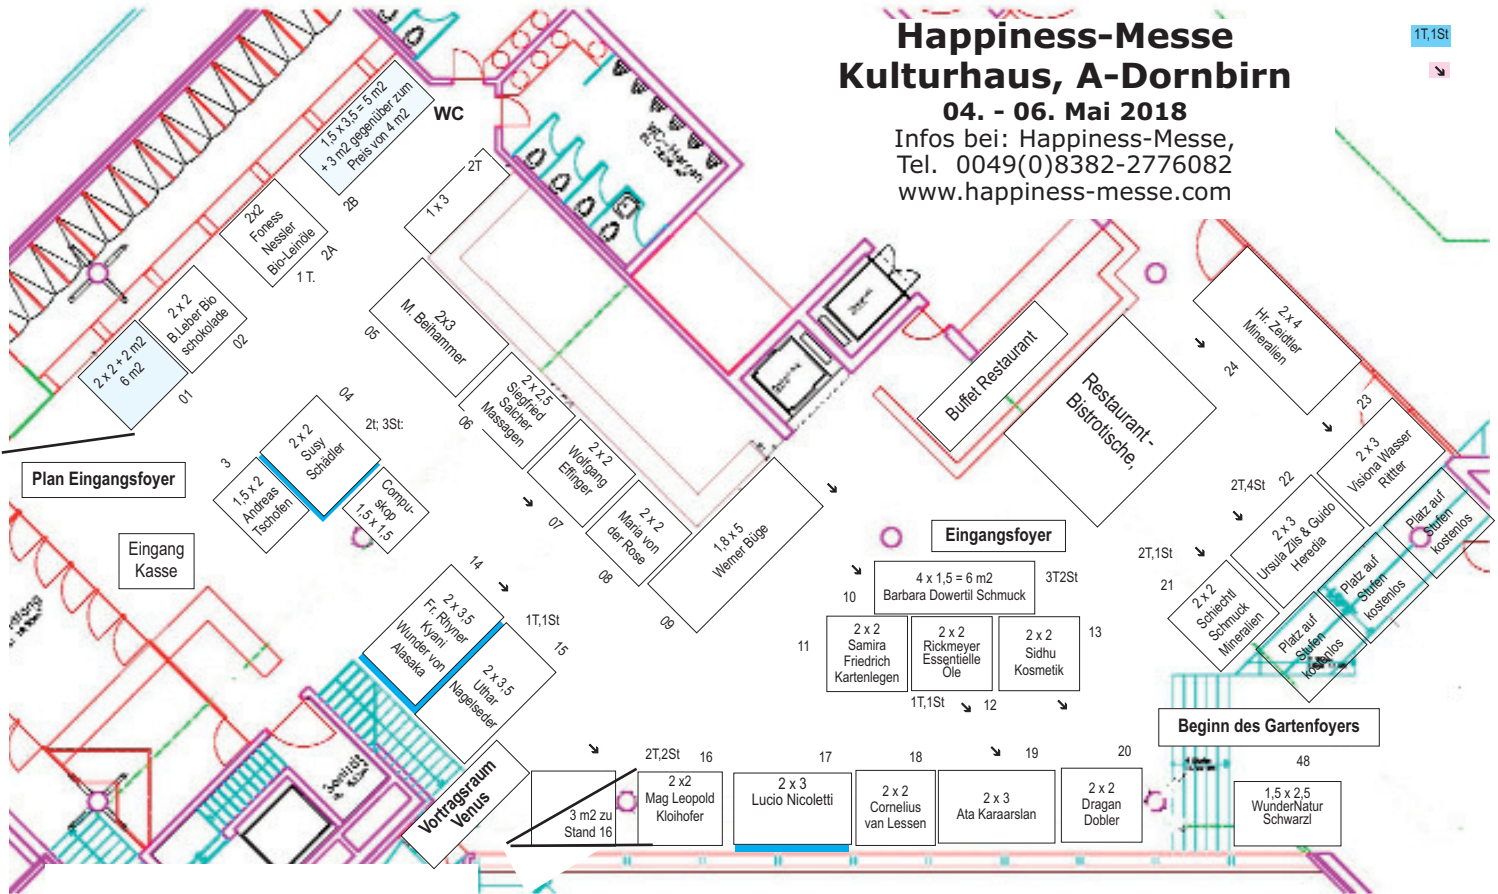 Happiness-Messe
Kulturhaus, A-Dornbirn
04. - 06. Mai 2018
Infos bei: Happiness-Messe,
Tel. 0049(0)8382-2776082
www.happiness-messe.com
1T,1St
WC
1,5 x 3,5 = 5 m2
+ 3 m2 gegenüber zum
Preis von 4 m2
2B
2T
1 x 3
2x2
Foness
Nessler
Bio-Leinöle
2A
1 T.
2 x 2
B.Leber Bio
schokolade
02
2 x 2 + 2 m2
6 m2
01
2x3
M. Beihammer
05
2 x 2,5
Siegfried
Salcher
Massagen
06
2 x 2
Wolfgang
Effinger
07
2 x 2
Maria von
der Rose
08
1,8 x 5
Werner Büge
09
04
2t; 3St:
2 x 2
Susy
Schädler
3
1,5 x 2
Andreas
Tschofen
Compu-
skop
1,5 x 1,5
Plan Eingangsfoyer
Eingang
Kasse
Buffet Restaurant
Restaurant -
Bistrotische,
2 x 4
Hr. Zeidtler
Mineralien
24
23
2 x 3
Visiona Wasser
Rittter
2T,4St
22
2 x 3
Ursula Zils & Guido
Heredia
2T,1St
21
2 x 2
Schiechtl
Schmuck
Mineralien
Platz auf
Stufen
kostenlos
Platz auf
Stufen
kostenlos
Platz auf
Stufen
kostenlos
Eingangsfoyer
4 x 1,5 = 6 m2
Barbara Dowertil Schmuck
3T2St
10
11
2 x 2
Samira
Friedrich
Kartenlegen
2 x 2
Rickmeyer
Essentielle
Öle
2 x 2
Sidhu
Kosmetik
13
1T,1St
12
14
2 x 3,5
Fr. Rhyner
Kyani
Wunder von
Alasaka
1T,1St
15
2 x 3,5
Uthar
Nagelseder
Vortragsraum
Venus
Beginn des Gartenfoyers
3 m2 zu
Stand 16
2T,2St
16
2 x2
Mag Leopold
Kloihofer
17
2 x 3
Lucio Nicoletti
18
2 x 2
Cornelius
van Lessen
19
2 x 3
Ata Karaarslan
20
2 x 2
Dragan
Dobler
48
1,5 x 2,5
WunderNatur
Schwarzl